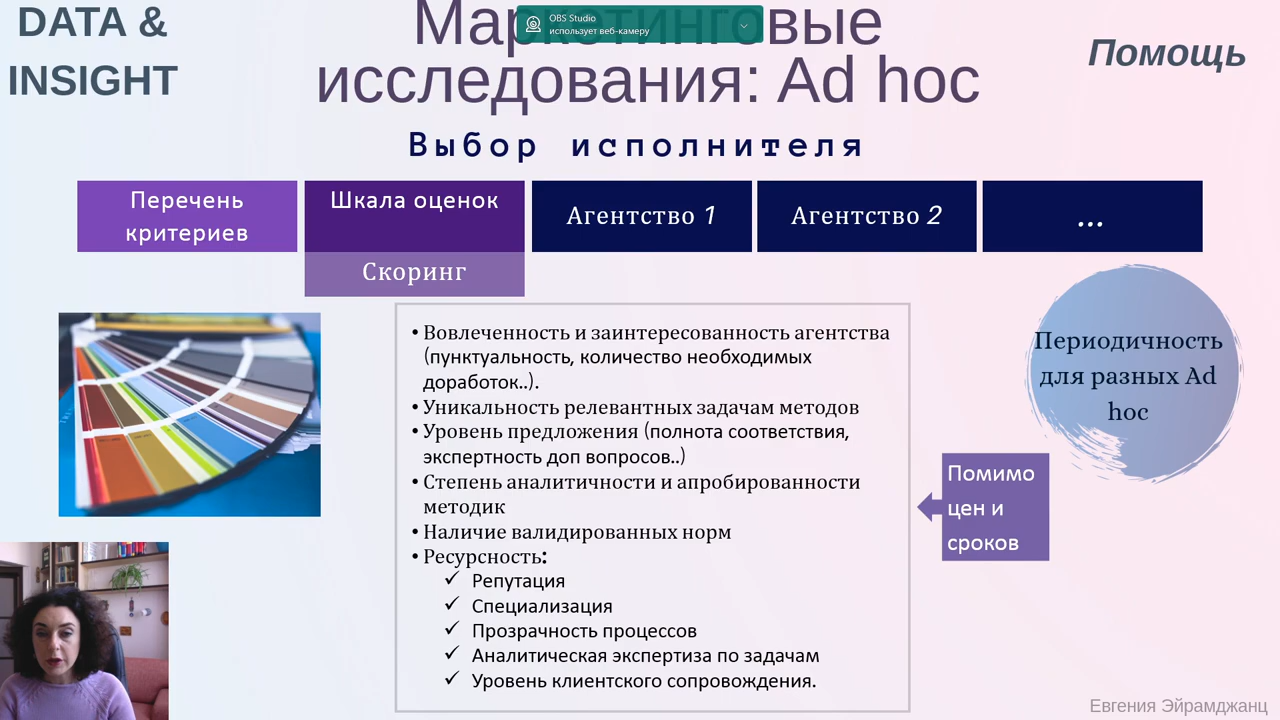 DATA &
INSIGHT
Маркетинговые
исследования: Ad hoc
OBS Studio
использует веб-камеру
Помощь
Выбор исполнителя
Перечень
критериев
Шкала оценок
Агентство 1
Агентство 2
...
Скоринг
• Вовлеченность и заинтересованность агентства
(пунктуальность, количество необходимых
доработок..).
• Уникальность релевантных задачам методов
• Уровень предложения (полнота соответствия,
экспертность доп вопросов..)
• Степень аналитичности и апробированности
методик
• Наличие валидированных норм
• Ресурсность:
✓ Репутация
✓ Специализация
✓ Прозрачность процессов
✓ Аналитическая экспертиза по задачам
✓ Уровень клиентского сопровождения.
Периодичность
для разных Ad
hoc
Помимо
цен и
сроков
Евгения Эйрамджанц